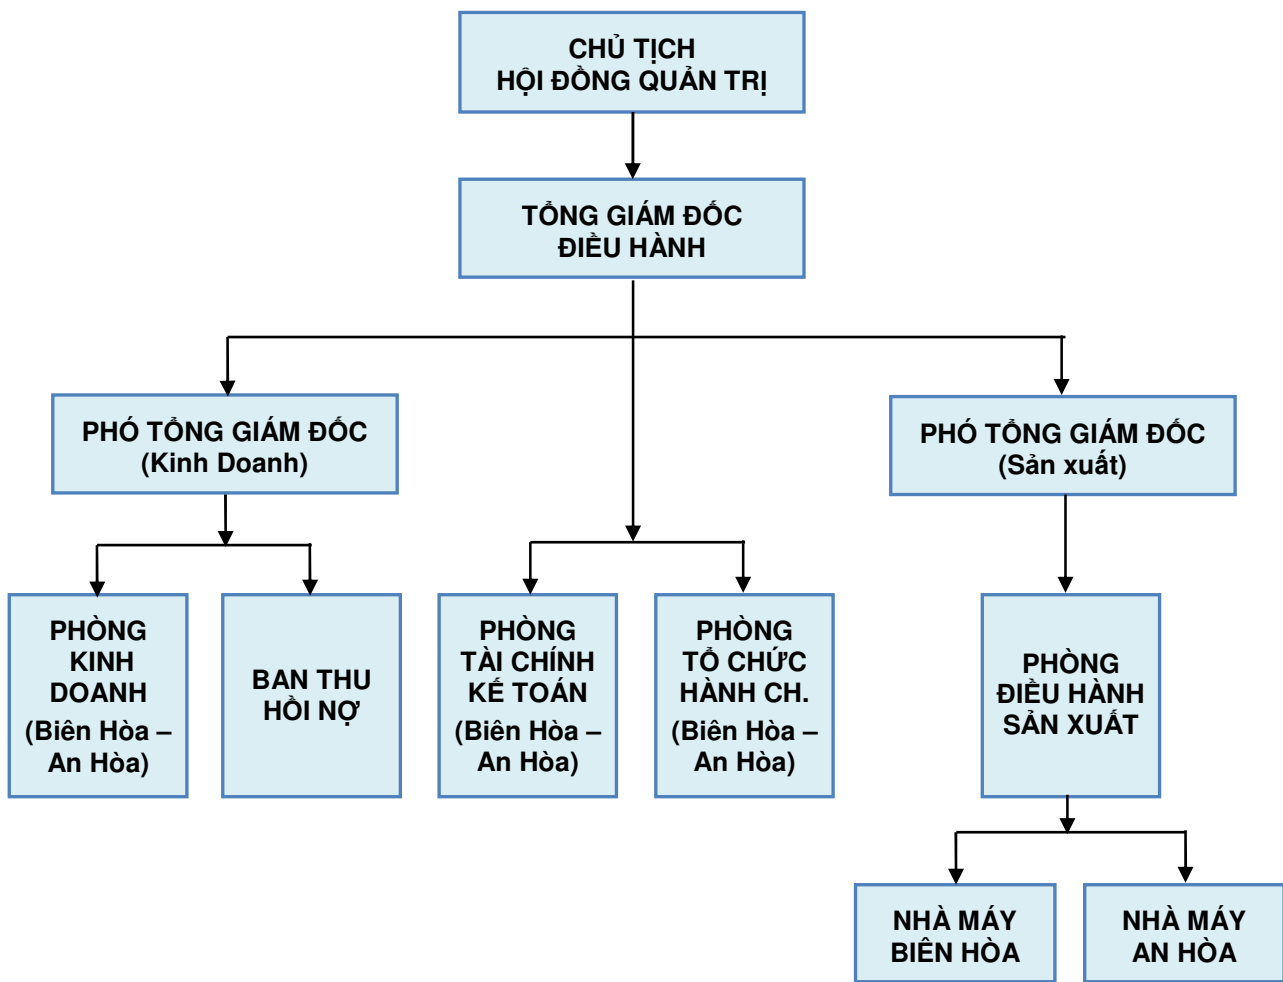 CHỦ TỊCH
HỘI ĐỒNG QUẢN TRỊ
TỔNG GIÁM ĐỐC
ĐIỀU HÀNH
PHÓ TỔNG GIÁM ĐỐC
(Kinh Doanh)
PHÓ TỔNG GIÁM ĐỐC
(Sản xuất)
PHÒNG
KINH
DOANH
(Biên Hòa –
An Hòa)
BAN THU
HỒI NỢ
PHÒNG
TÀI CHÍNH
KẾ TOÁN
(Biên Hòa –
An Hòa)
PHÒNG
TỔ CHỨC
HÀNH CH.
(Biên Hòa –
An Hòa)
PHÒNG
ĐIỀU HÀNH
SẢN XUẤT
NHÀ MÁY
BIÊN HÒA
NHÀ MÁY
AN HÒA